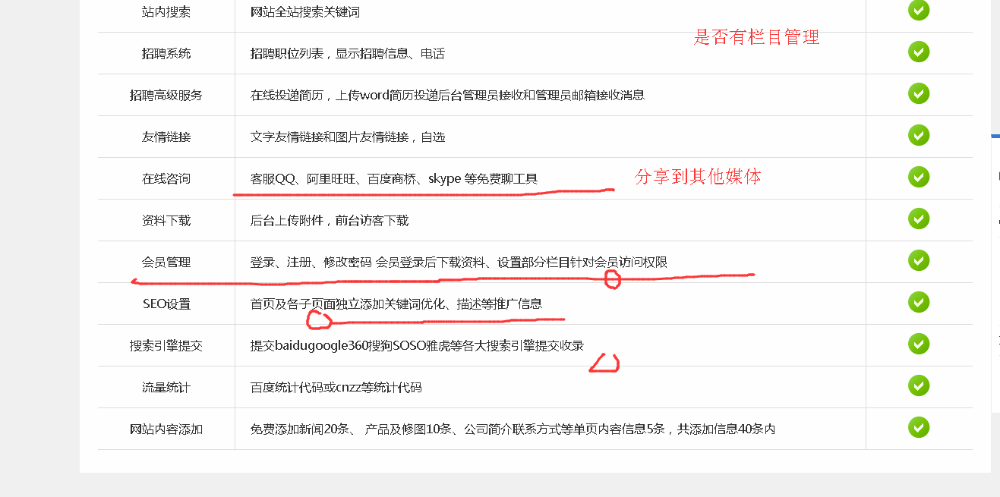 站内搜索 网站全站搜索关键词
是否有栏目管理
招聘系统 招聘职位列表，显示招聘信息、电话
招聘高级服务 在线投递简历，上传word简历投递后台管理员接收和管理员邮箱接收消息
友情链接 文字友情链接和图片友情链接，自选
在线咨询 客服QQ、阿里旺旺、百度商桥、skype 等免费聊工具
分享到其他媒体
资料下载 后台上传附件，前台访客下载
会员管理 登录、注册、修改密码 会员登录后下载资料、设置部分栏目针对会员访问权限
SEO设置 首页及各子页面独立添加关键词优化、描述等推广信息
搜索引擎提交 提交baidugoogle360搜狗SOSO雅虎等各大搜索引擎提交收录
流量统计 百度统计代码或cnzz等统计代码
网站内容添加 免费添加新闻20条、 产品及修图10条、公司简介联系方式等单页内容信息5条，共添加信息40条内